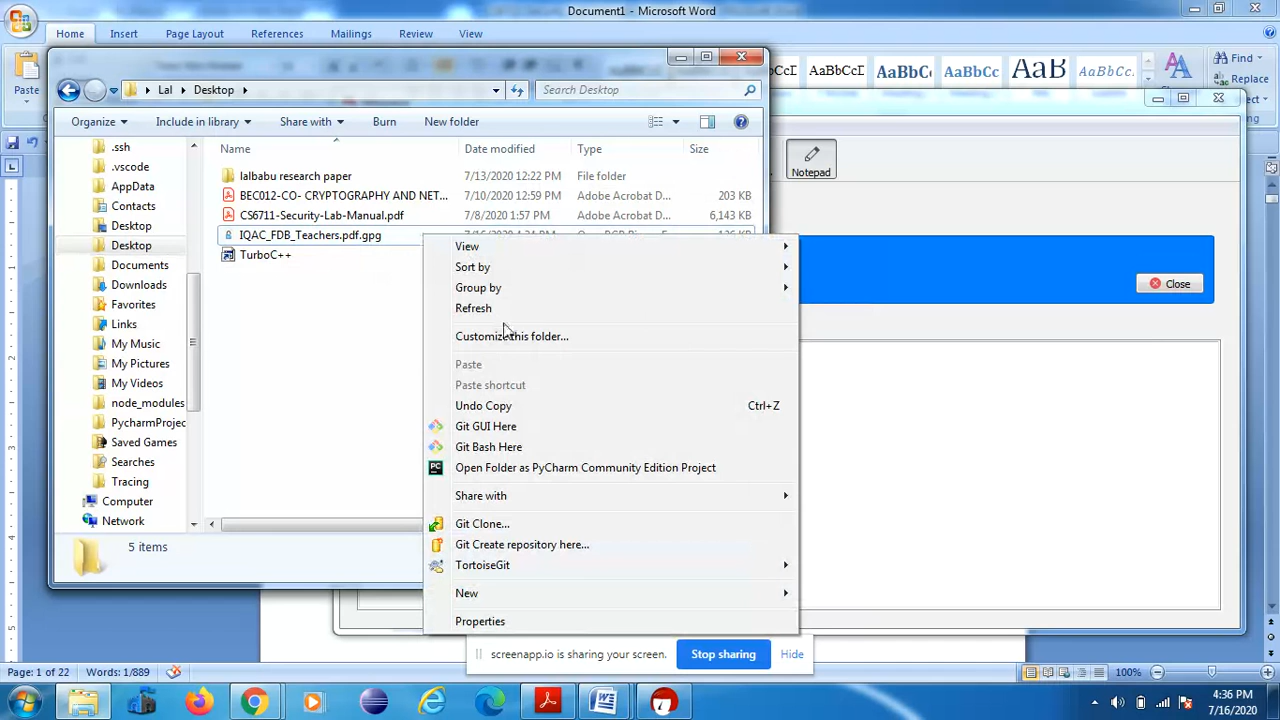 Document1 - Microsoft Word
Home Insert Page Layout References Mailings Review View
Paste
AaBbCc AaBbCc AaBbCc AaB AaBbCc
Find
Replace
Lal Desktop
Search Desktop
Organize Include in library Share with Burn New folder
Notepad
Name Date modified Type Size
.ssh
.vscode
AppData
Contacts
Desktop
Desktop
Documents
Downloads
Favorites
Links
My Music
My Pictures
My Videos
node_modules
PycharmProjec
Saved Games
Searches
Tracing
Computer
Network
lalbabu research paper 7/13/2020 12:22 PM File folder
BEC012-CO- CRYPTOGRAPHY AND NET... 7/10/2020 12:59 PM Adobe Acrobat D... 203 KB
CS6711-Security-Lab-Manual.pdf 7/8/2020 1:57 PM Adobe Acrobat D... 6,143 KB
IQAC_FDB_Teachers.pdf.gpg
TurboC++
View
Sort by
Group by
Refresh
Customize this folder...
Paste
Paste shortcut
Undo Copy Ctrl+Z
Git GUI Here
Git Bash Here
Open Folder as PyCharm Community Edition Project
Share with
Git Clone...
Git Create repository here...
TortoiseGit
New
Properties
Close
5 items
screenapp.io is sharing your screen. Stop sharing Hide
Page: 1 of 22 Words: 1/889
100%
4:36 PM
7/16/2020